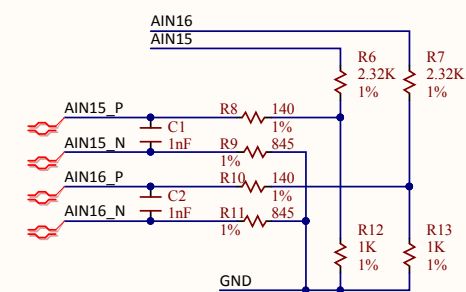 AIN16
AIN15
R6 R7
2.32K 2.32K
1% 1%
AIN15_P R8 140
C1 1%
AIN15_N 1nF R9 845
1%
AIN16_P R10 140
C2 1%
AIN16_N 1nF R11 845
1%
R12 R13
1K 1K
1% 1%
GND